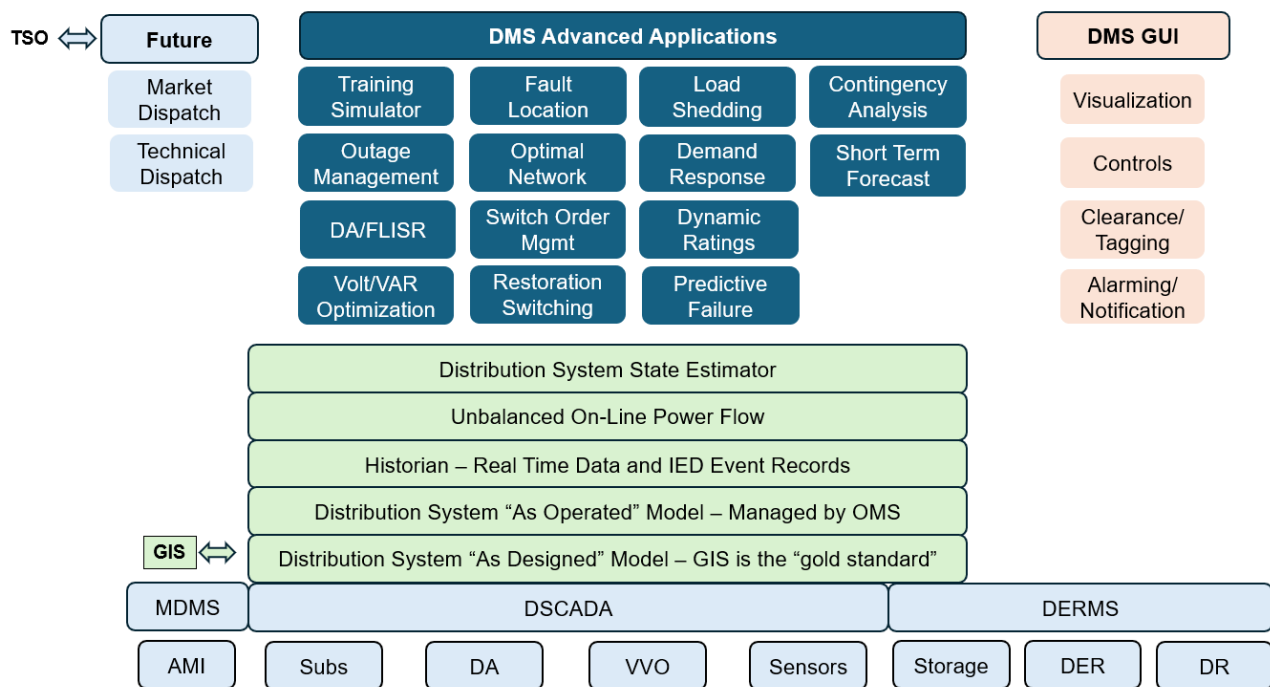 TSO
Future
DMS Advanced Applications
DMS GUI
Market
Dispatch
Technical
Dispatch
Training
Simulator
Fault
Location
Load
Shedding
Contingency
Analysis
Outage
Management
Optimal
Network
Demand
Response
Short Term
Forecast
DA/FLISR
Switch Order
Mgmt
Dynamic
Ratings
Volt/VAR
Optimization
Restoration
Switching
Predictive
Failure
Visualization
Controls
Clearance/
Tagging
Alarming/
Notification
Distribution System State Estimator
Unbalanced On-Line Power Flow
Historian – Real Time Data and IED Event Records
Distribution System “As Operated” Model – Managed by OMS
GIS
Distribution System “As Designed” Model – GIS is the “gold standard”
MDMS
DSCADA
DERMS
AMI
Subs
DA
VVO
Sensors
Storage
DER
DR